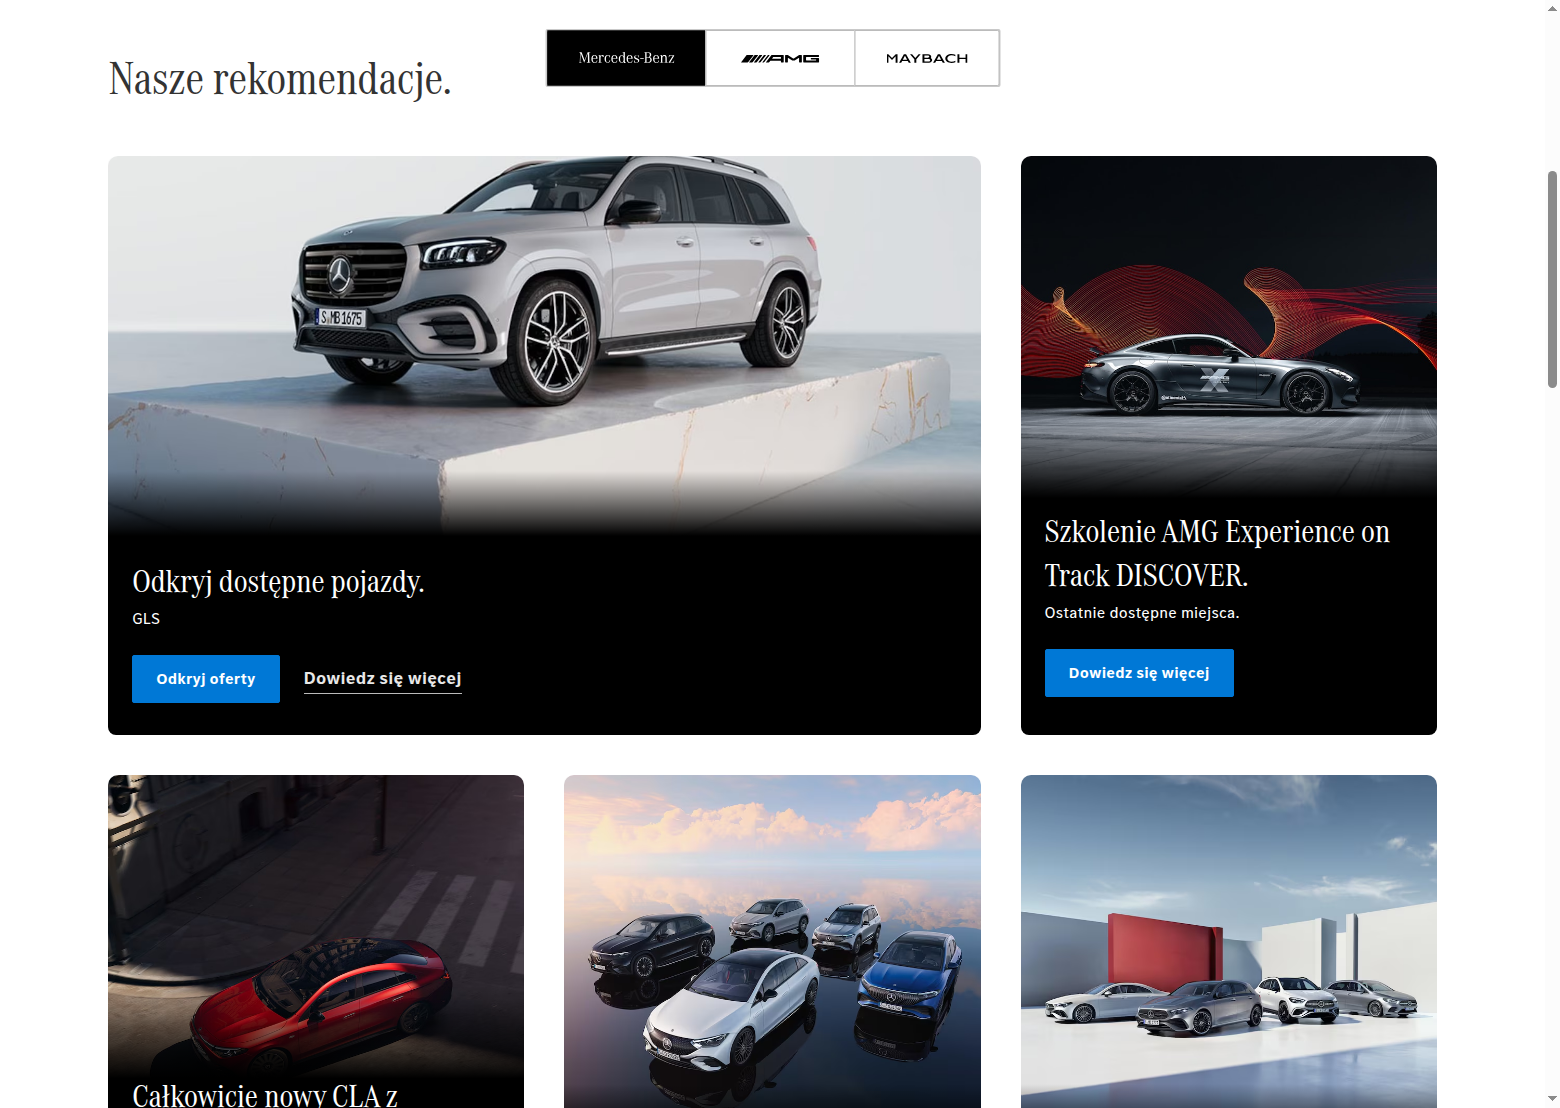 Nasze rekomendacje.
Mercedes-Benz
AMG
MAYBACH
S MB 1675
Odkryj dostępne pojazdy.
GLS
Odkryj oferty
Dowiedz się więcej
AMG
X
Szkolenie AMG Experience on
Track DISCOVER.
Ostatnie dostępne miejsca.
Dowiedz się więcej
Całkowicie nowy CLA z